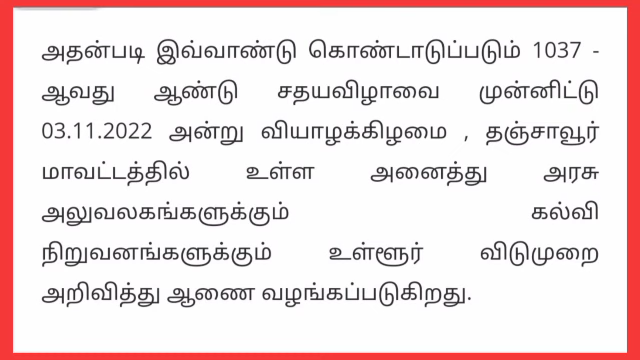 அதன்படி இவ்வாண்டு கொண்டாடுப்படும் 1037 -
ஆவது ஆண்டு சதயவிழாவை முன்னிட்டு
03.11.2022 அன்று வியாழக்கிழமை , தஞ்சாவூர்
மாவட்டத்தில் உள்ள அனைத்து அரசு
அலுவலகங்களுக்கும் கல்வி
நிறுவனங்களுக்கும் உள்ளூர் விடுமுறை
அறிவித்து ஆணை வழங்கப்படுகிறது.